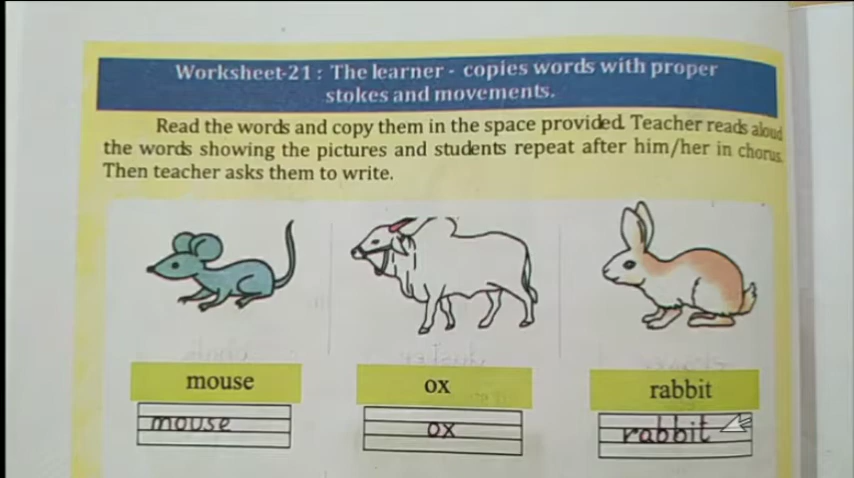 Worksheet-21 : The learner - copies words with proper
stokes and movements.
Read the words and copy them in the space provided. Teacher reads aloud
the words showing the pictures and students repeat after him/her in chorus.
Then teacher asks them to write.
mouse ox rabbit
mouse ox rabbit